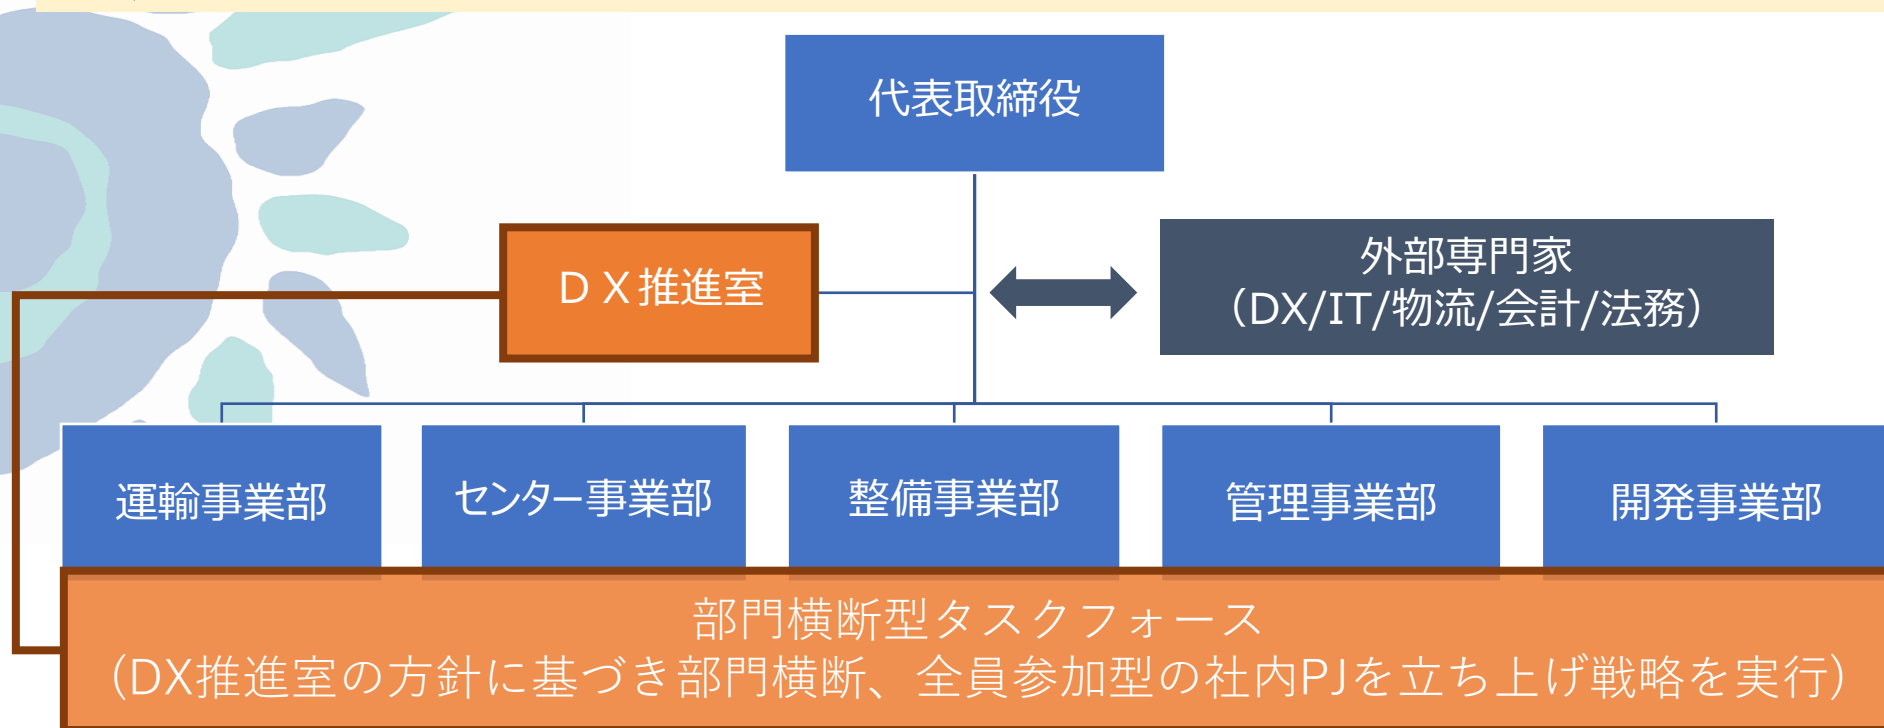 代表取締役
ＤＸ推進室
外部専門家
（DX/IT/物流/会計/法務）
運輸事業部
センター事業部
整備事業部
管理事業部
開発事業部
部門横断型タスクフォース
（DX推進室の方針に基づき部門横断、全員参加型の社内PJを立ち上げ戦略を実行）